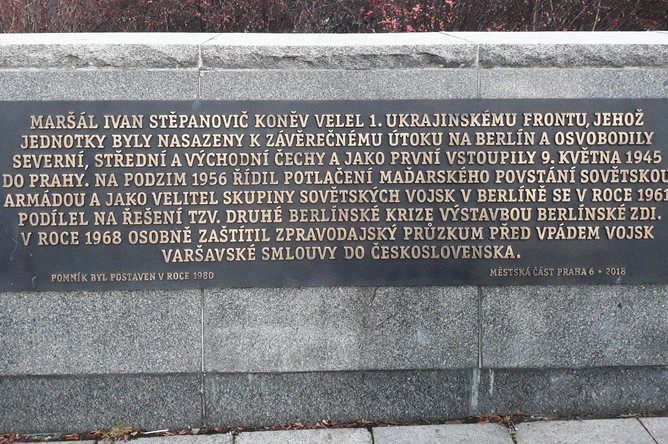 MARŠÁL IVAN STĚPANOVIČ KONĚV VELEL 1. UKRAJINSKÉMU FRONTU, JEHOŽ
JEDNOTKY BYLY NASAZENY K ZÁVĚREČNÉMU ÚTOKU NA BERLÍN A OSVOBODILY
SEVERNÍ, STŘEDNÍ A VÝCHODNÍ ČECHY A JAKO PRVNÍ VSTOUPILY 9. KVĚTNA 1945
DO PRAHY. NA PODZIM 1956 ŘÍDIL POTLAČENÍ MAĎARSKÉHO POVSTÁNÍ SOVĚTSKOU
ARMÁDOU A JAKO VELITEL SKUPINY SOVĚTSKÝCH VOJSK V BERLÍNĚ SE V ROCE 1961
PODÍLEL NA ŘEŠENÍ TZV. DRUHÉ BERLÍNSKÉ KRIZE VÝSTAVBOU BERLÍNSKÉ ZDI.
V ROCE 1968 OSOBNĚ ZAŠTÍTIL ZPRAVODAJSKÝ PRŮZKUM PŘED VPÁDEM VOJSK
VARŠAVSKÉ SMLOUVY DO ČESKOSLOVENSKA.
POMNÍK BYL POSTAVEN V ROCE 1980
MĚSTSKÁ ČÁST PRAHA 6 • 2018